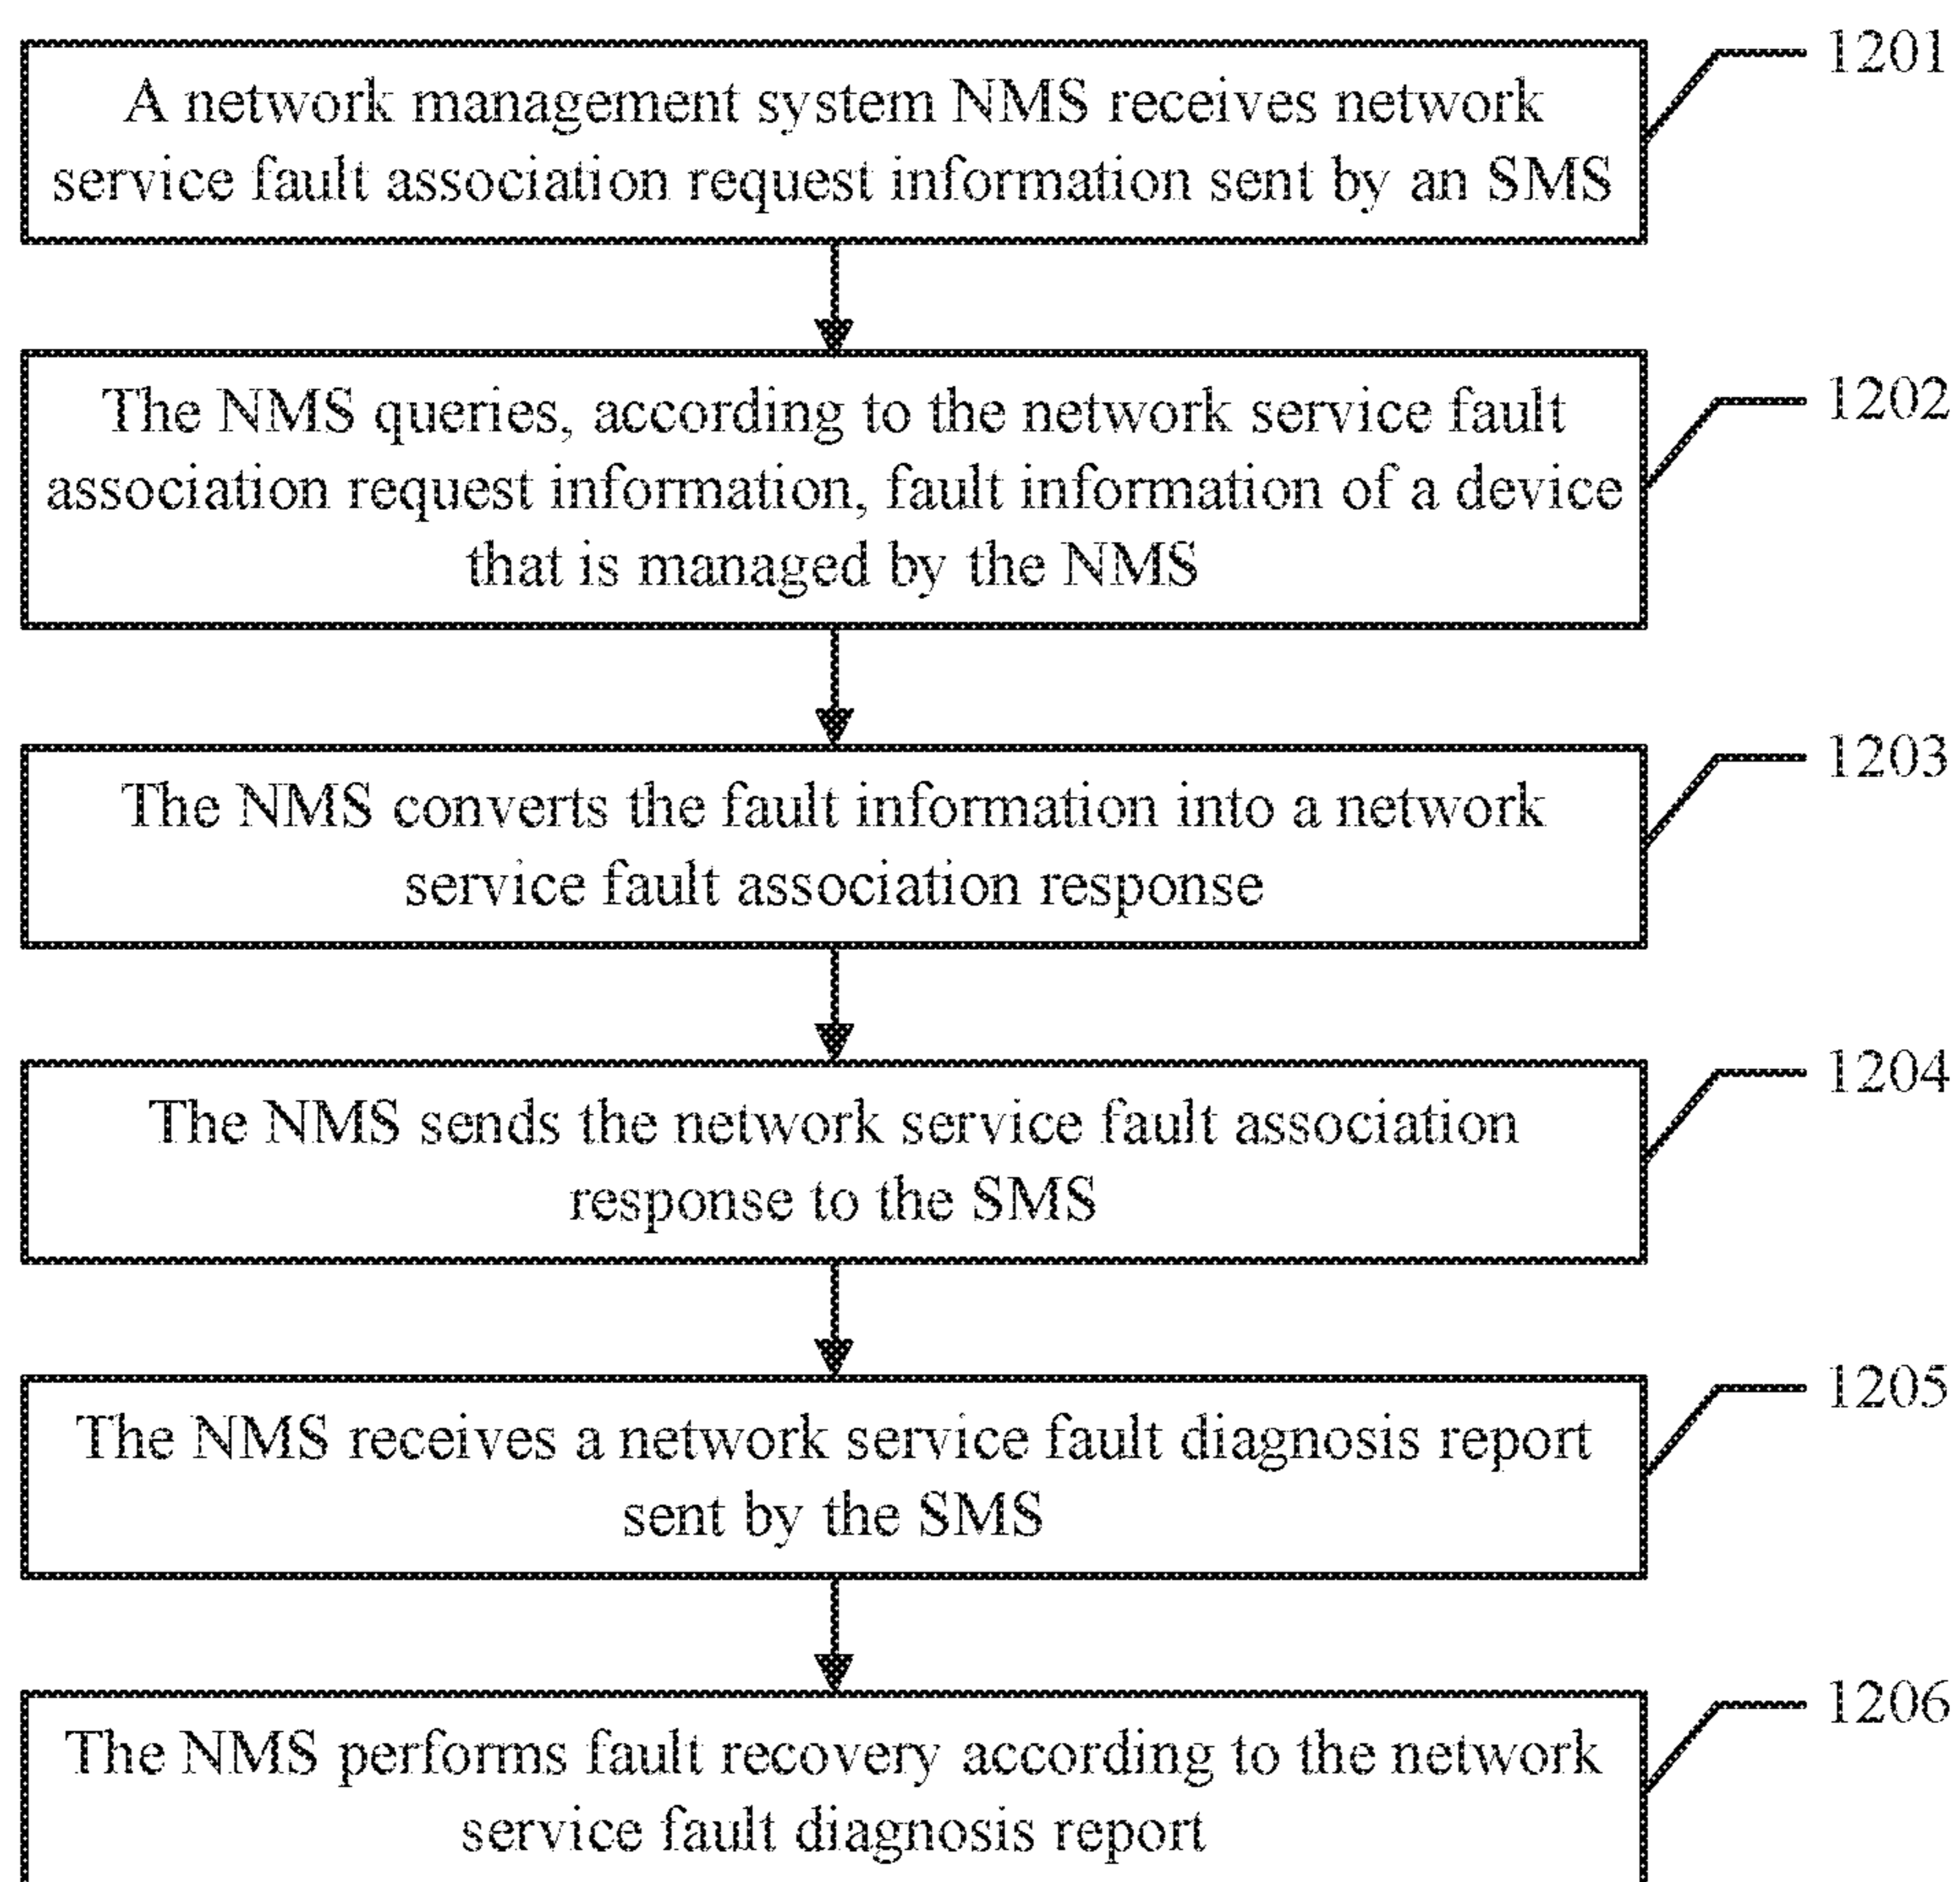 A network management system NMS receives network
service fault association request information sent by an SMS
1201
The NMS queries, according to the network service fault
association request information, fault information of a device
that is managed by the NMS
1202
The NMS converts the fault information into a network
service fault association response
1203
The NMS sends the network service fault association
response to the SMS
1204
The NMS receives a network service fault diagnosis report
sent by the SMS
1205
The NMS performs fault recovery according to the network
service fault diagnosis report
1206